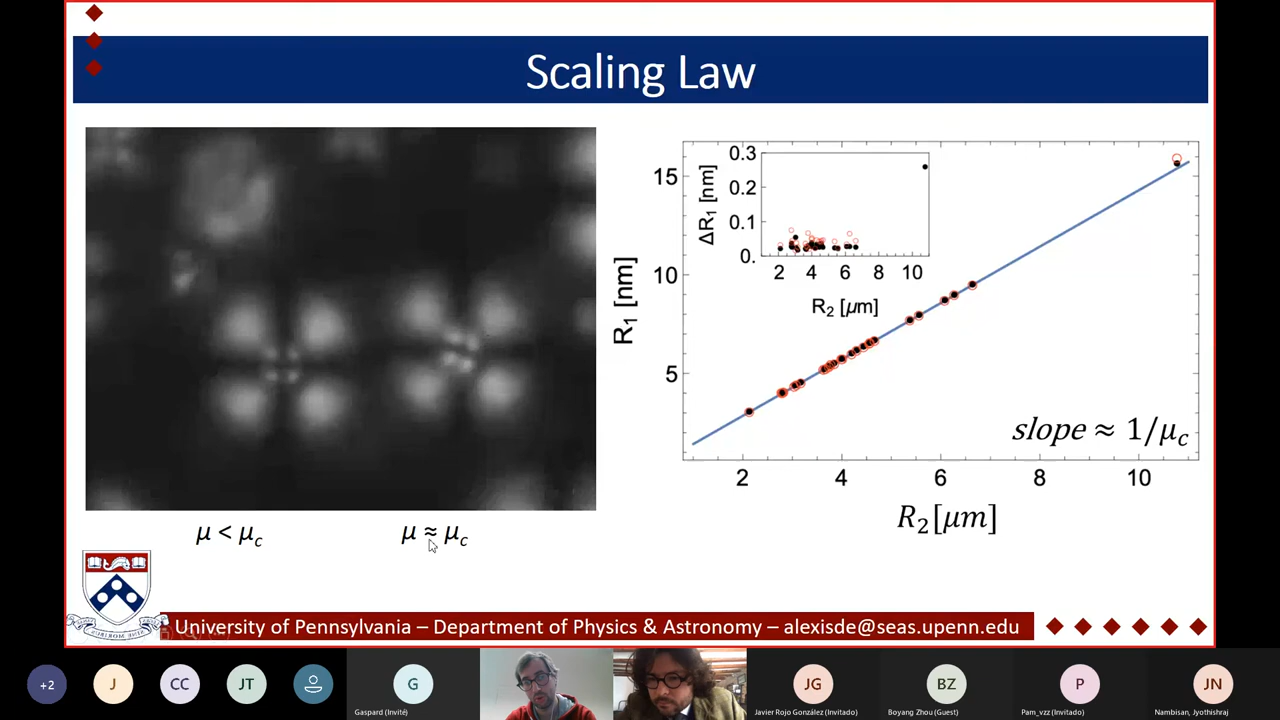 Scaling Law
0.3
0.2
0.1
0.
ΔR1 [nm]
2 4 6 8 10
R2 [μm]
15
10
5
R1 [nm]
slope ≈ 1/μc
2 4 6 8 10
R2[μm]
μ < μc
μ ≈ μc
University of Pennsylvania – Department of Physics & Astronomy – alexisde@seas.upenn.edu
+2
J
CC
JT
G
Gaspard (Invité)
JG
Javier Rojo González (Invitado)
BZ
Boyang Zhou (Guest)
P
Pam_vzz (Invitado)
JN
Nambisan, Jyothishraj